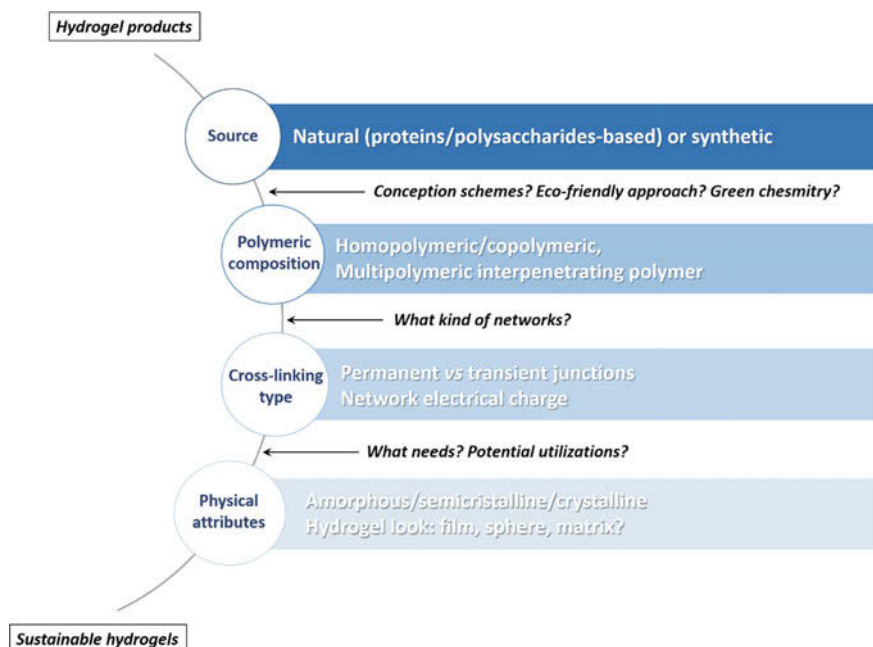 Hydrogel products
Source
Natural (proteins/polysaccharides-based) or synthetic
Conception schemes? Eco-friendly approach? Green chesmitry?
Polymeric
composition
Homopolymeric/copolymeric,
Multipolymeric interpenetrating polymer
What kind of networks?
Cross-linking
type
Permanent vs transient junctions
Network electrical charge
What needs? Potential utilizations?
Physical
attributes
Amorphous/semicristalline/crystalline
Hydrogel look: film, sphere, matrix?
Sustainable hydrogels